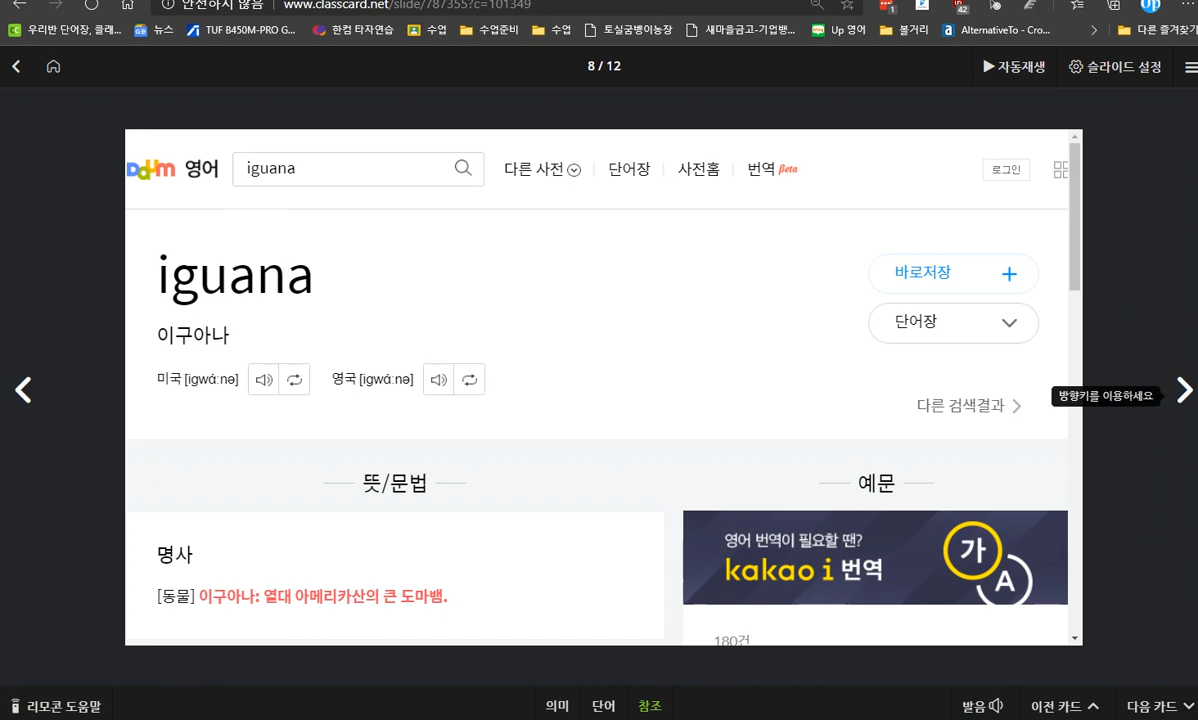 안전하지 않음 | www.classcard.net/slide/787355?c=101349
우리반 단어장, 클래... 뉴스 TUF B450M-PRO G... 한컴 타자연습 수업 수업준비 수업 토실굼벵이농장 새마을금고-기업뱅... Up 영어 볼거리 AlternativeTo - Cro... 다른 즐겨찾기
8 / 12
자동재생 슬라이드 설정
Daum 영어 iguana 다른 사전 단어장 사전홈 번역 Beta 로그인
iguana
바로저장 +
이구아나
단어장
미국 [igwɑ́ːnə] 영국 [igwɑ́ːnə]
방향키를 이용하세요
다른 검색결과
뜻/문법 예문
영어 번역이 필요할 땐?
kakao i 번역
가
A
명사
[동물] 이구아나: 열대 아메리카산의 큰 도마뱀.
180건
리모콘 도움말 의미 단어 참조 발음 이전 카드 다음 카드